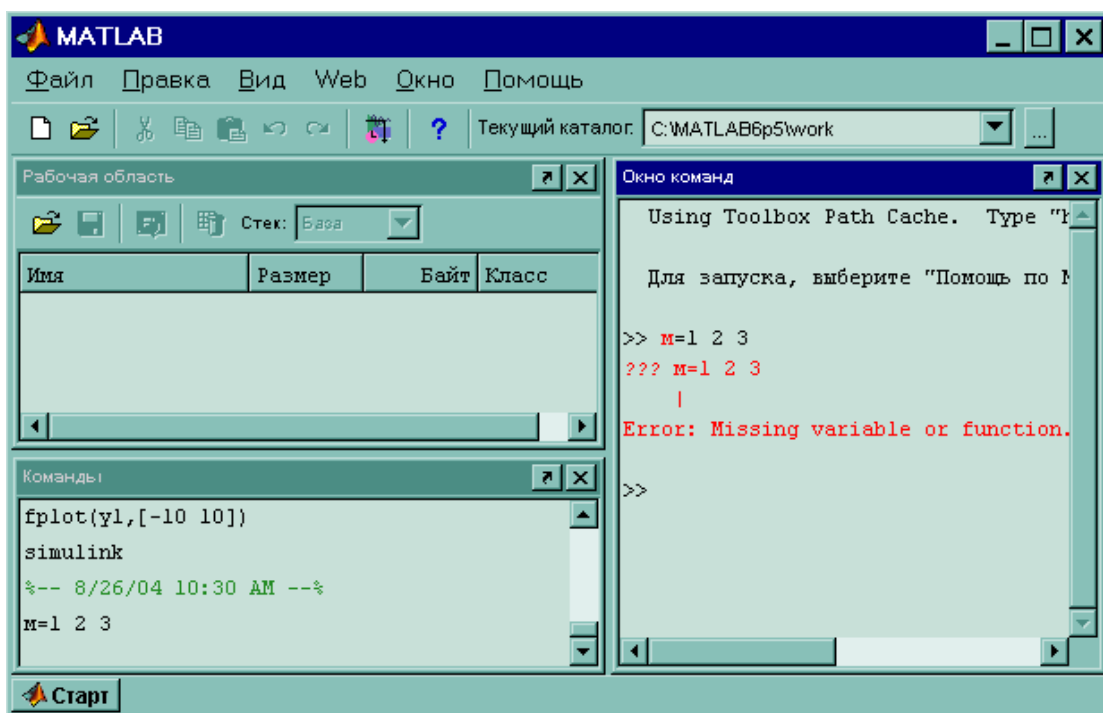 MATLAB
Файл Правка Вид Web Окно Помощь
Текущий каталог: C:\MATLAB6p5\work ...
Рабочая область
Стек: База
Имя Размер Байт Класс
Команды
fplot(y1,[-10 10])
simulink
%-- 8/26/04 10:30 AM --%
м=1 2 3
Окно команд
Using Toolbox Path Cache. Type "h
Для запуска, выберите "Помощь по M
>> м=1 2 3
??? м=1 2 3
|
Error: Missing variable or function.
>>
Старт